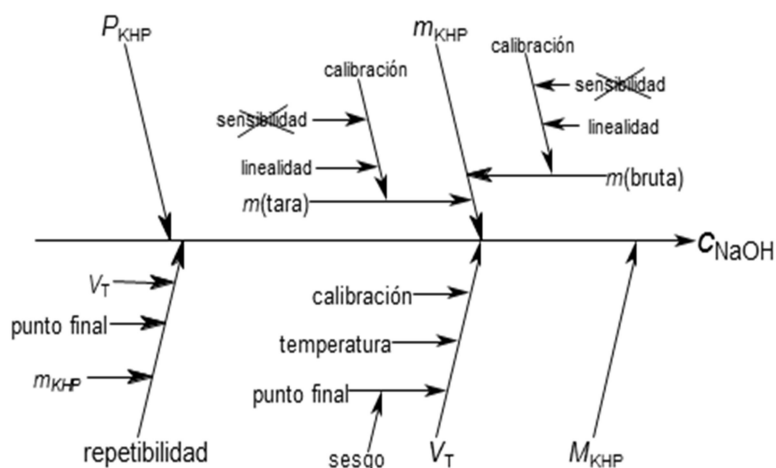 P_KHP
m_KHP
calibración
calibración
sensibilidad
sensibilidad
linealidad
linealidad
m(tara)
m(bruta)
c_NaOH
V_T
punto final
m_KHP
repetibilidad
calibración
temperatura
punto final
sesgo
V_T
M_KHP